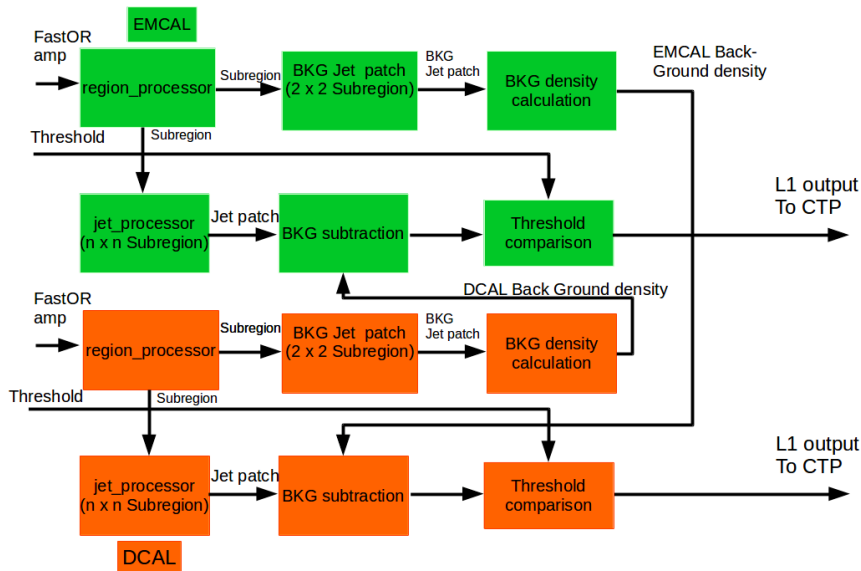 EMCAL
FastOR
amp
region_processor
Subregion
BKG Jet patch
(2 x 2 Subregion)
BKG
Jet patch
BKG density
calculation
EMCAL Back-
Ground density
Threshold
Subregion
jet_processor
(n x n Subregion)
Jet patch
BKG subtraction
Threshold
comparison
L1 output
To CTP
DCAL Back Ground density
FastOR
amp
region_processor
Subregion
BKG Jet patch
(2 x 2 Subregion)
BKG
Jet patch
BKG density
calculation
Threshold
Subregion
jet_processor
(n x n Subregion)
Jet patch
BKG subtraction
Threshold
comparison
L1 output
To CTP
DCAL